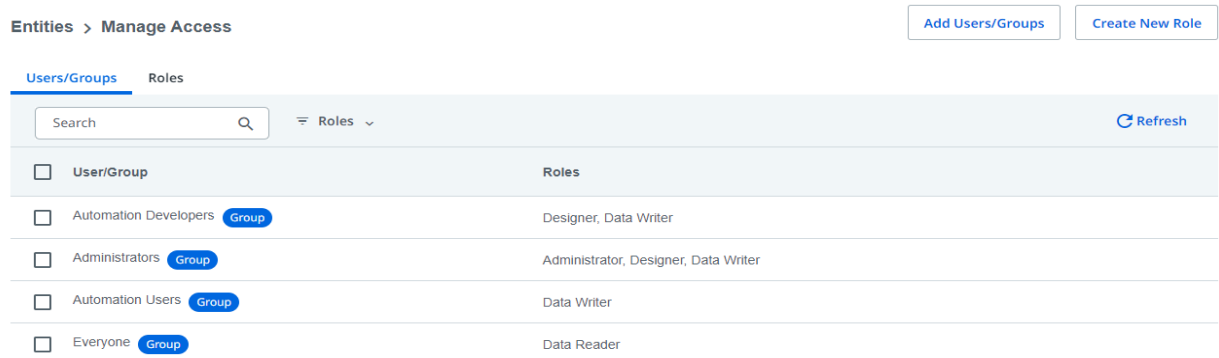 Entities > Manage Access Add Users/Groups Create New Role
Users/Groups Roles
Search Roles Refresh
User/Group Roles
Automation Developers Group Designer, Data Writer
Administrators Group Administrator, Designer, Data Writer
Automation Users Group Data Writer
Everyone Group Data Reader